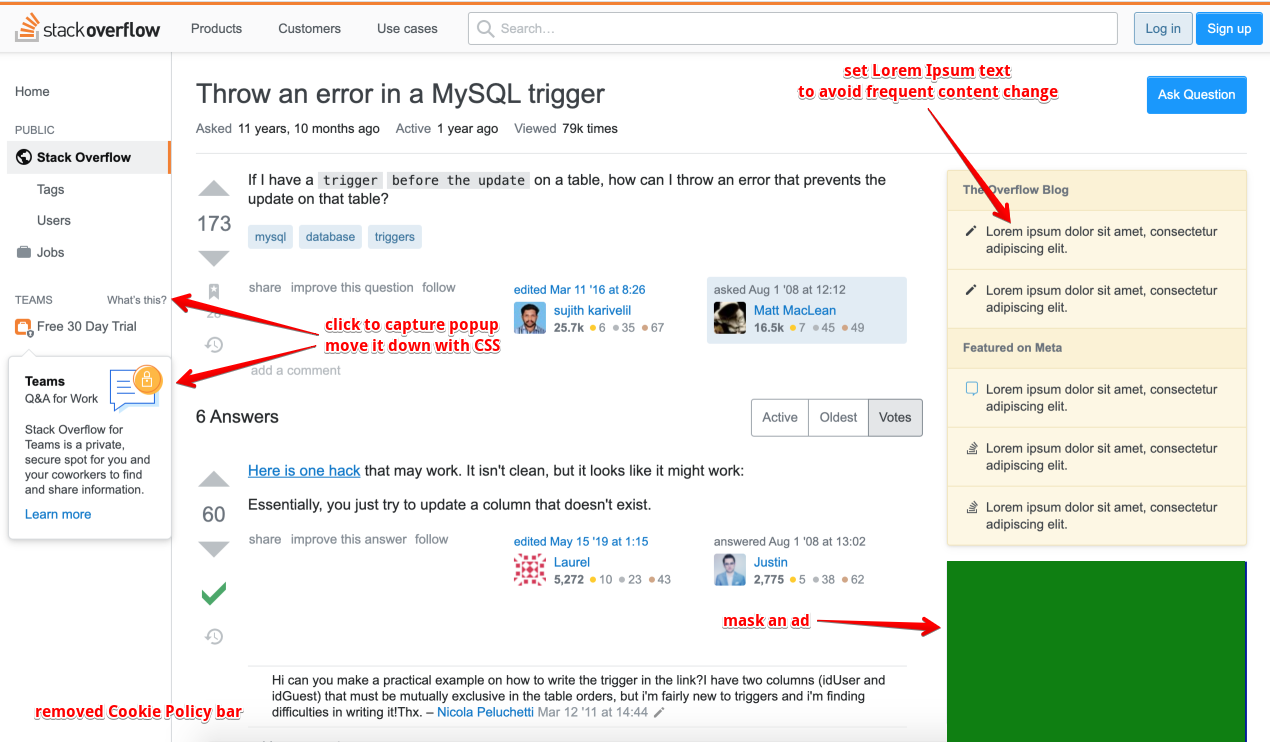 stackoverflow
Products
Customers
Use cases
Search...
Log in
Sign up
Home
PUBLIC
Stack Overflow
Tags
Users
Jobs
TEAMS
What's this?
Free 30 Day Trial
Teams
Q&A for Work
Stack Overflow for
Teams is a private,
secure spot for you and
your coworkers to find
and share information.
Learn more
removed Cookie Policy bar
Throw an error in a MySQL trigger
Asked 11 years, 10 months ago Active 1 year ago Viewed 79k times
set Lorem Ipsum text
to avoid frequent content change
Ask Question
173
If I have a trigger before the update on a table, how can I throw an error that prevents the
update on that table?
mysql database triggers
share improve this question follow
edited Mar 11 '16 at 8:26
sujith karivelil
25.7k 6 35 67
asked Aug 1 '08 at 12:12
Matt MacLean
16.5k 7 45 49
click to capture popup
move it down with CSS
add a comment
6 Answers
Active
Oldest
Votes
60
Here is one hack that may work. It isn't clean, but it looks like it might work:
Essentially, you just try to update a column that doesn't exist.
share improve this answer follow
edited May 15 '19 at 1:15
Laurel
5,272 10 23 43
answered Aug 1 '08 at 13:02
Justin
2,775 5 38 62
mask an ad
Hi can you make a practical example on how to write the trigger in the link?I have two columns (idUser and
idGuest) that must be mutually exclusive in the table orders, but i'm fairly new to triggers and i'm finding
difficulties in writing it!Thx. – Nicola Peluchetti Mar 12 '11 at 14:44
The Overflow Blog
Lorem ipsum dolor sit amet, consectetur
adipiscing elit.
Lorem ipsum dolor sit amet, consectetur
adipiscing elit.
Featured on Meta
Lorem ipsum dolor sit amet, consectetur
adipiscing elit.
Lorem ipsum dolor sit amet, consectetur
adipiscing elit.
Lorem ipsum dolor sit amet, consectetur
adipiscing elit.